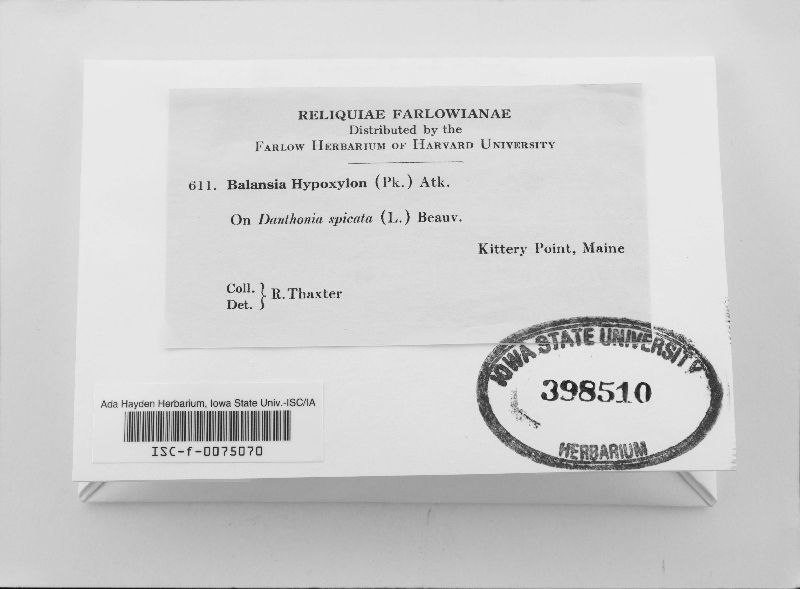 RELIQUIAE FARLOWIANAE
Distributed by the
FARLOW HERBARIUM OF HARVARD UNIVERSITY
611. Balansia Hypoxylon (Pk.) Atk.
On Danthonia spicata (L.) Beauv.
Kittery Point, Maine
Coll. } R. Thaxter
Det.
IOWA STATE UNIVERSITY
398510
HERBARIUM
Ada Hayden Herbarium, Iowa State Univ.-ISC/IA
ISC-f-0075070